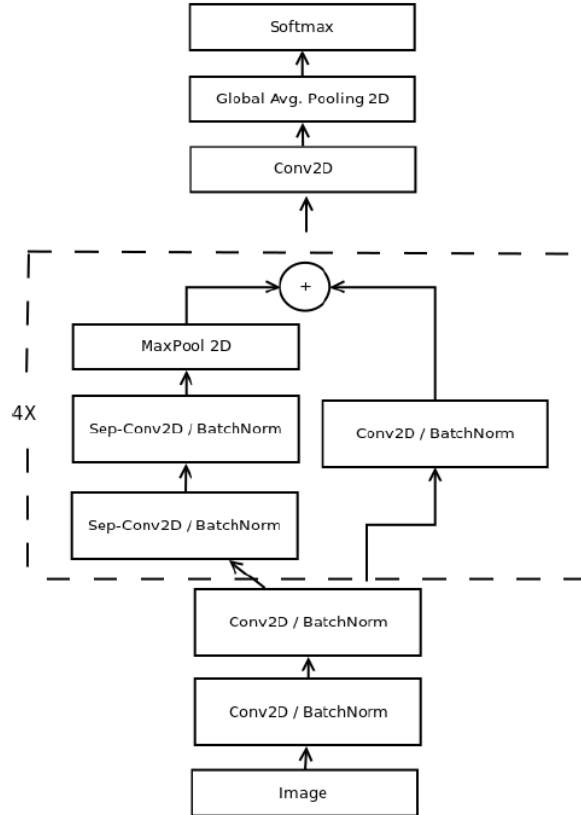 Softmax
Global Avg. Pooling 2D
Conv2D
+
MaxPool 2D
4X
Sep-Conv2D / BatchNorm
Conv2D / BatchNorm
Sep-Conv2D / BatchNorm
Conv2D / BatchNorm
Conv2D / BatchNorm
Image